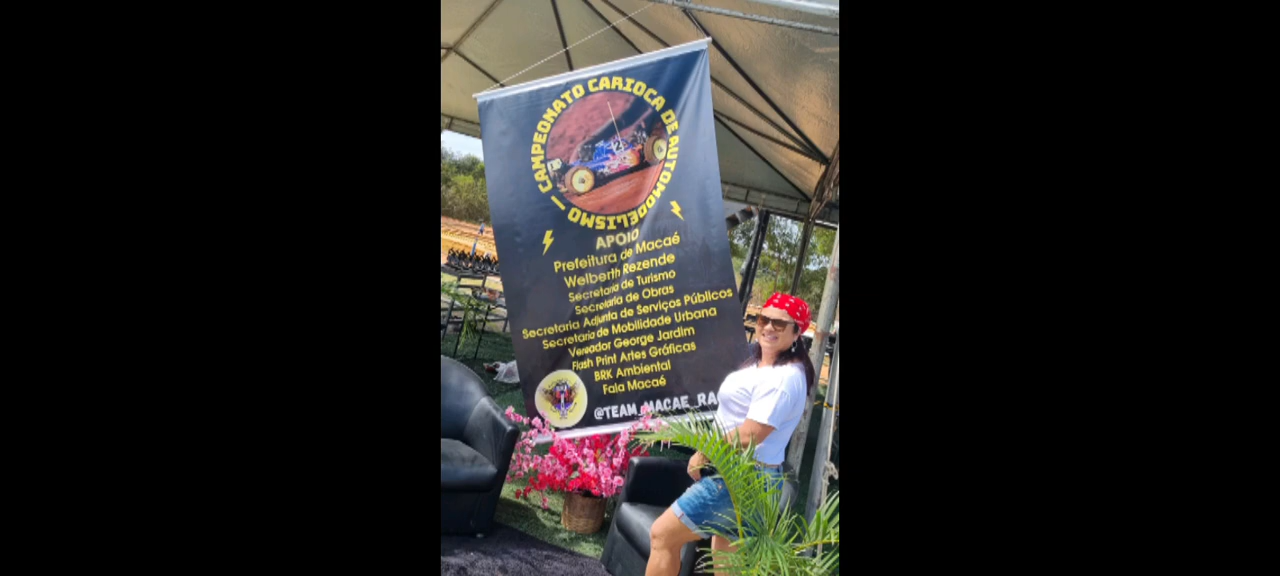 CAMPEONATO CARIOCA DE AUTOMODELISMO
APOIO
Prefeitura de Macaé
Welberth Rezende
Secretaria de Turismo
Secretaria de Obras
Secretaria Adjunta de Serviços Públicos
Secretaria de Mobilidade Urbana
Vereador George Jardim
Flash Print Artes Gráficas
BRK Ambiental
Fala Macaé
@TEAM_MACAE_RA